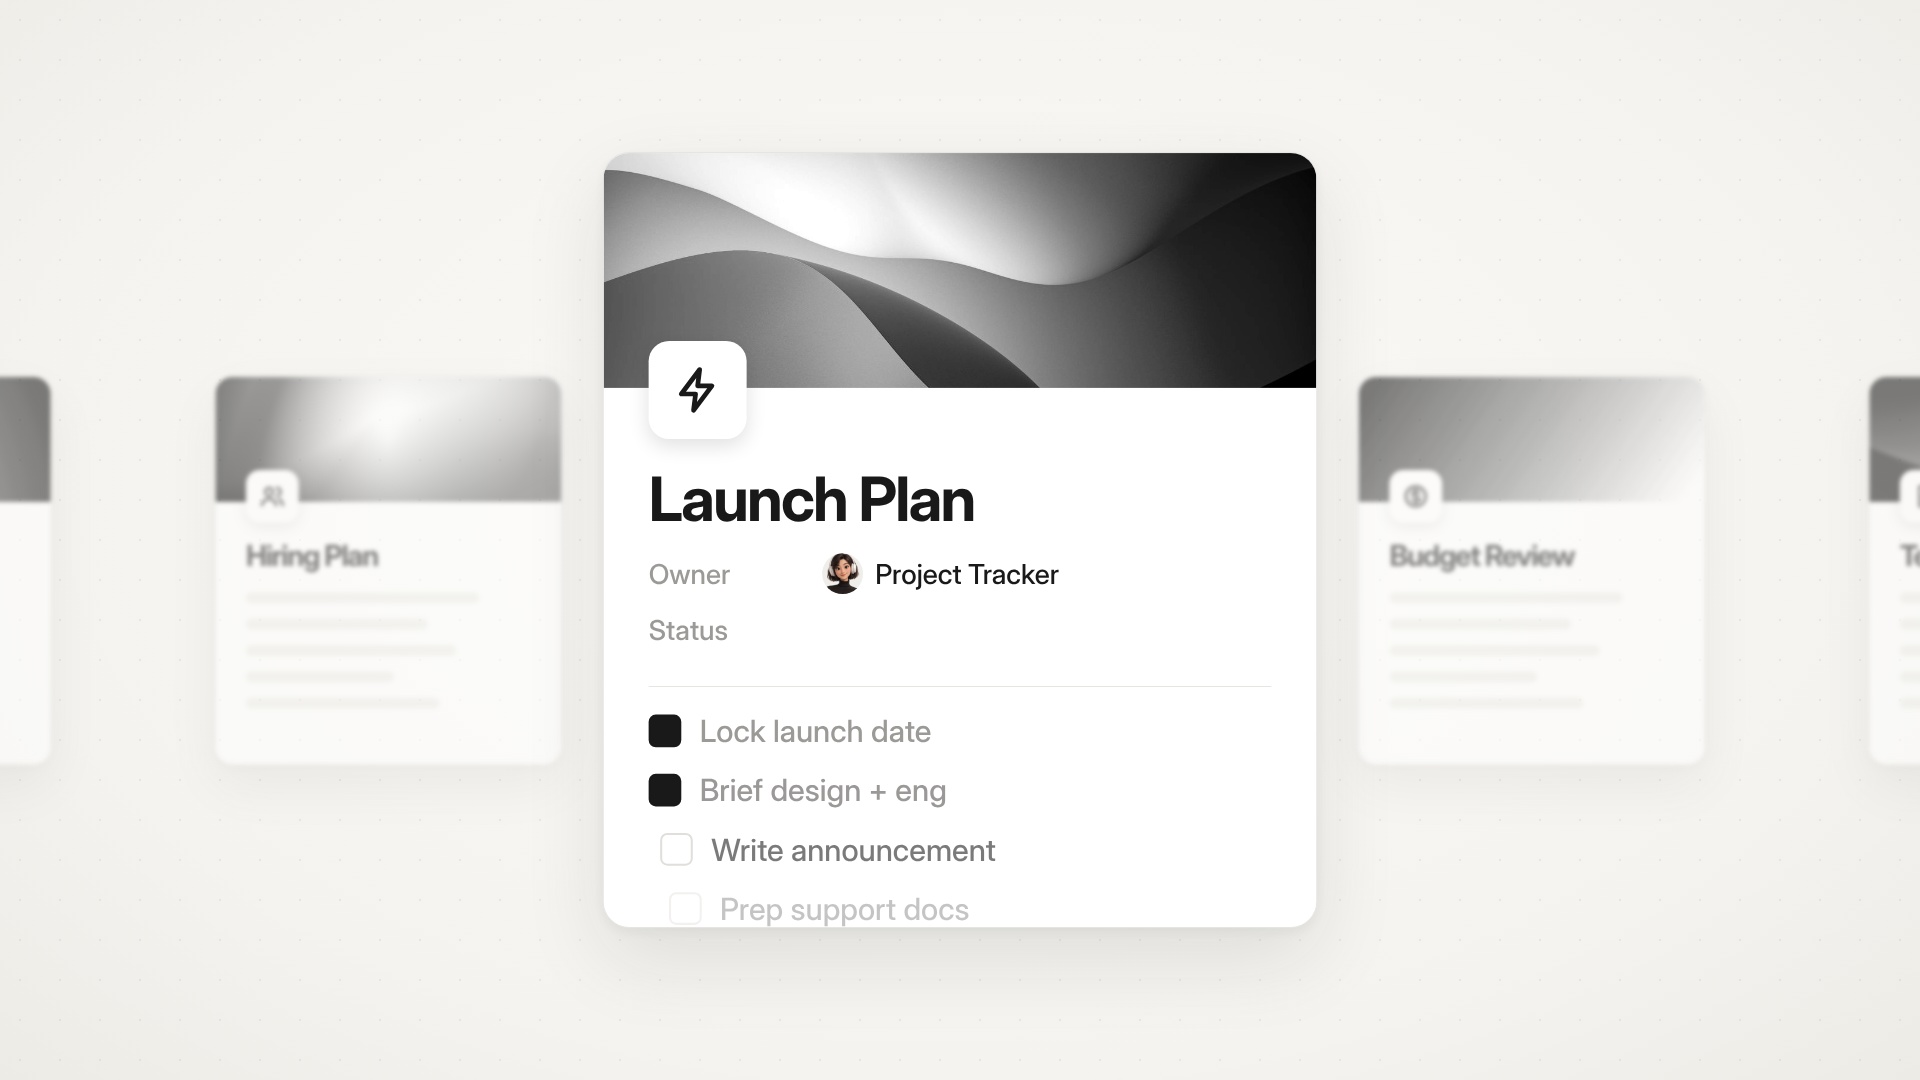 Launch Plan
Owner Project Tracker
Status
Lock launch date
Brief design + eng
Write announcement
Prep support docs
Hiring Plan
Budget Review